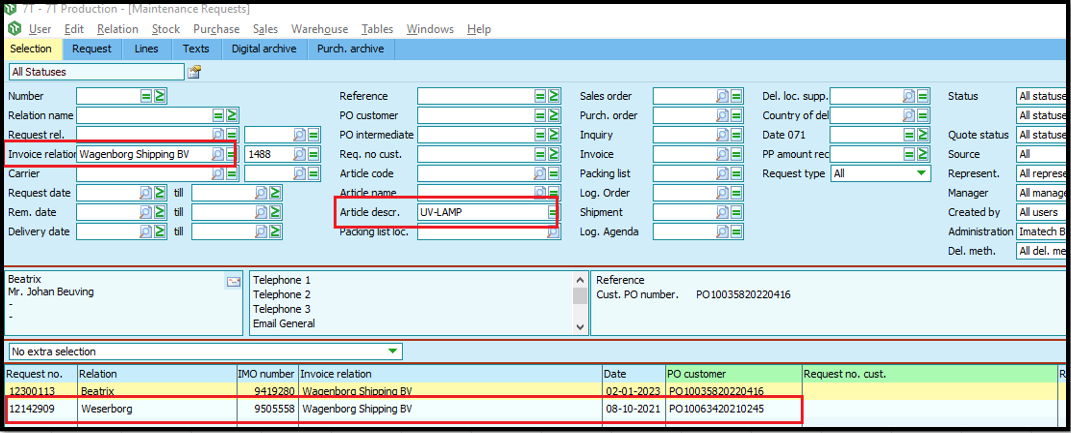 7T - 7T Production - [Maintenance Requests]
User Edit Relation Stock Purchase Sales Warehouse Tables Windows Help
Selection Request Lines Texts Digital archive Purch. archive
All Statuses
Number Reference Sales order Del. loc. supp. Status All statuse
Relation name PO customer Purch. order Country of del All statuse
Request rel. PO intermediate Inquiry Date 071 Quote status All statuse
Invoice relation Wagenborg Shipping BV 1488 Req. no cust. Invoice PP amount rec Source All
Carrier Article code Packing list Request type All Represent. All represe
Request date till Article name Log. Order Manager All manage
Rem. date till Article descr. UV-LAMP Shipment Created by All users
Delivery date till Packing list loc. Log. Agenda Administration Imatech B
Del. meth. All del. me
Beatrix Telephone 1 Reference
Mr. Johan Beuving Telephone 2 Cust. PO number. PO10035820220416
- Telephone 3
- Email General
No extra selection
Request no. Relation IMO number Invoice relation Date PO customer Request no. cust. R
12300113 Beatrix 9419280 Wagenborg Shipping BV 02-01-2023 PO10035820220416
12142909 Weserborg 9505558 Wagenborg Shipping BV 08-10-2021 PO10063420210245